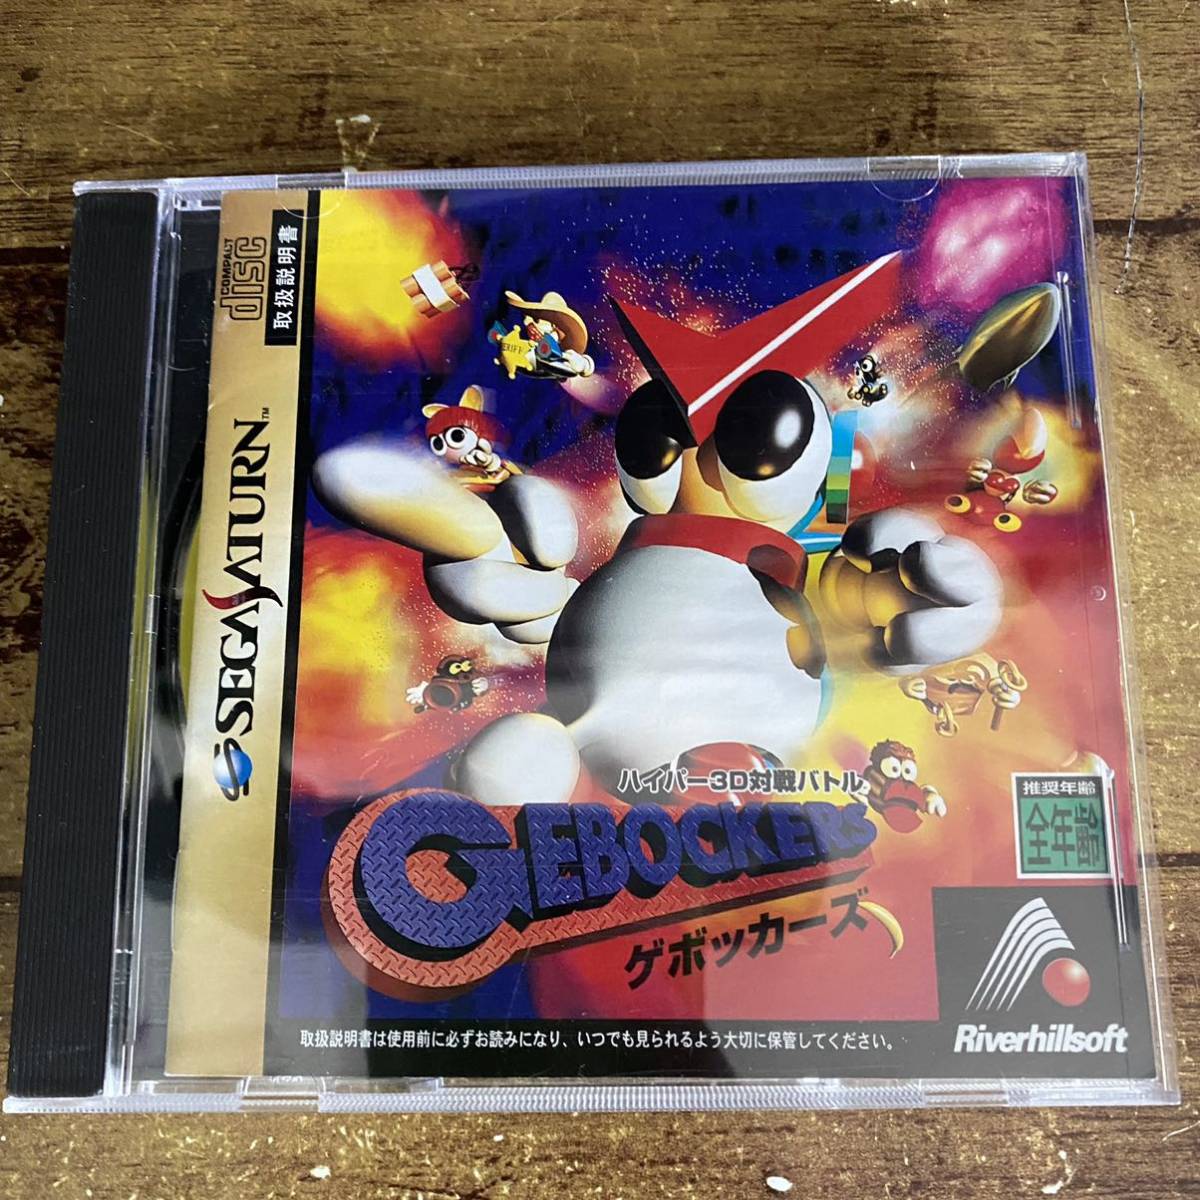 COMPACT
disc
取扱説明書
SEGA SATURN™
SERIFF
ハイパー3D対戦バトル
GEBOCKERS
ゲボッカーズ
推奨年齢
全年齢
Riverhillsoft
取扱説明書は使用前に必ずお読みになり、いつでも見られるよう大切に保管してください。